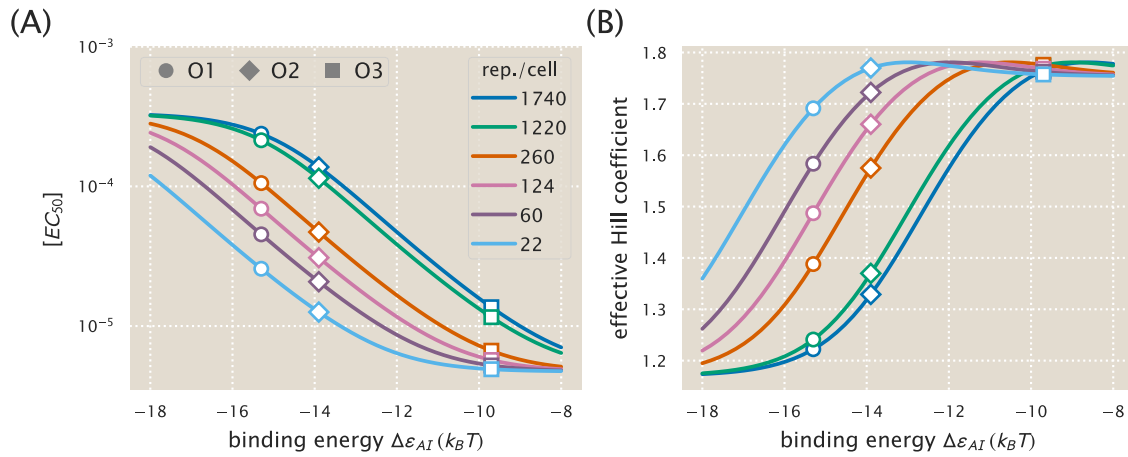 (A)
10⁻³
10⁻⁴
10⁻⁵
[EC₅₀]
O1 O2 O3
rep./cell
1740
1220
260
124
60
22
−18 −16 −14 −12 −10 −8
binding energy Δε_AI (k_BT)
(B)
1.8
1.7
1.6
1.5
1.4
1.3
1.2
effective Hill coefficient
−18 −16 −14 −12 −10 −8
binding energy Δε_AI (k_BT)